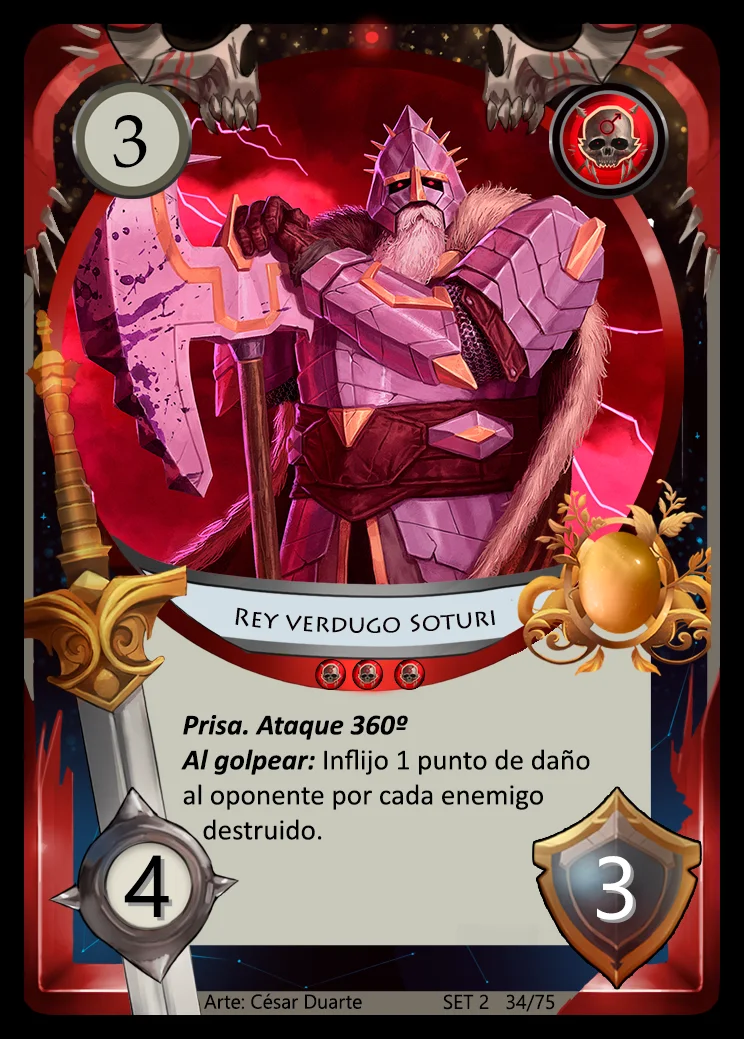 3
REY VERDUGO SOTURI
Prisa. Ataque 360º
Al golpear: Inflijo 1 punto de daño
al oponente por cada enemigo
destruido.
4
3
Arte: César Duarte SET 2 34/75